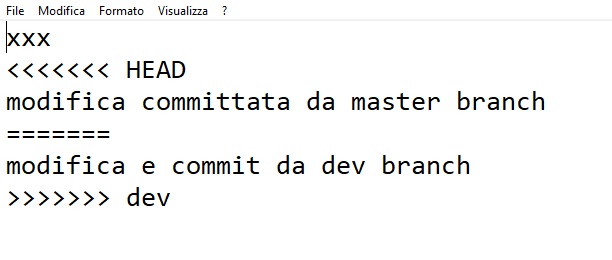 File Modifica Formato Visualizza ?
xxx
<<<<<<< HEAD
modifica committata da master branch
=======
modifica e commit da dev branch
>>>>>>> dev